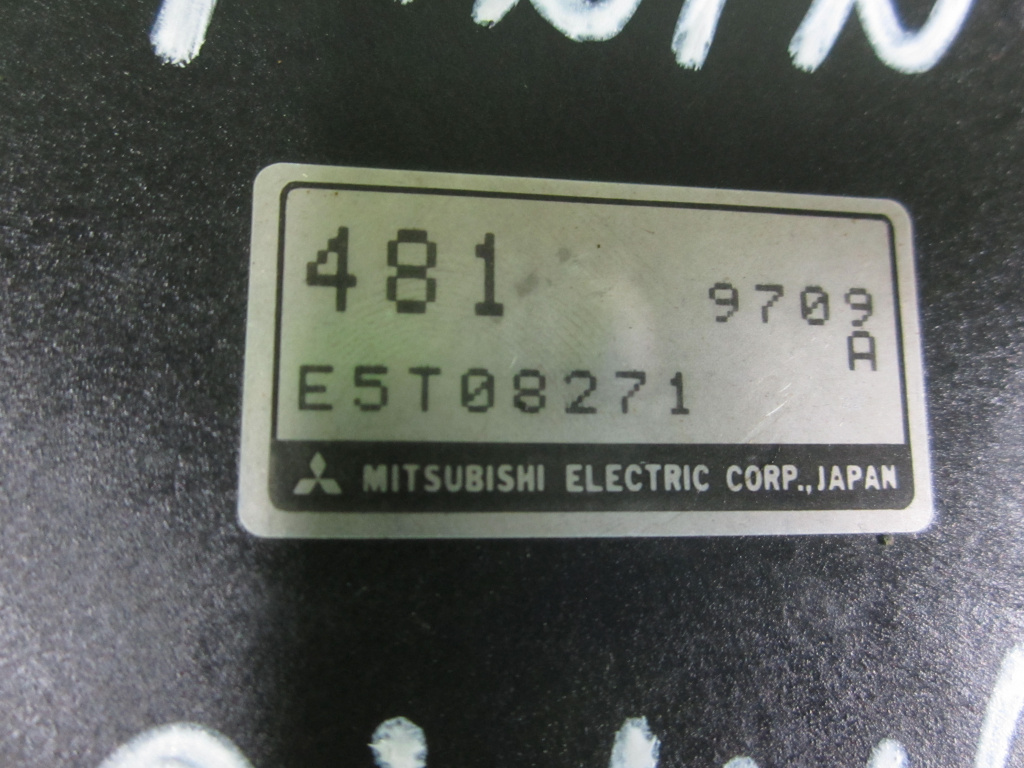 481
9709
A
E5T08271
MITSUBISHI ELECTRIC CORP., JAPAN